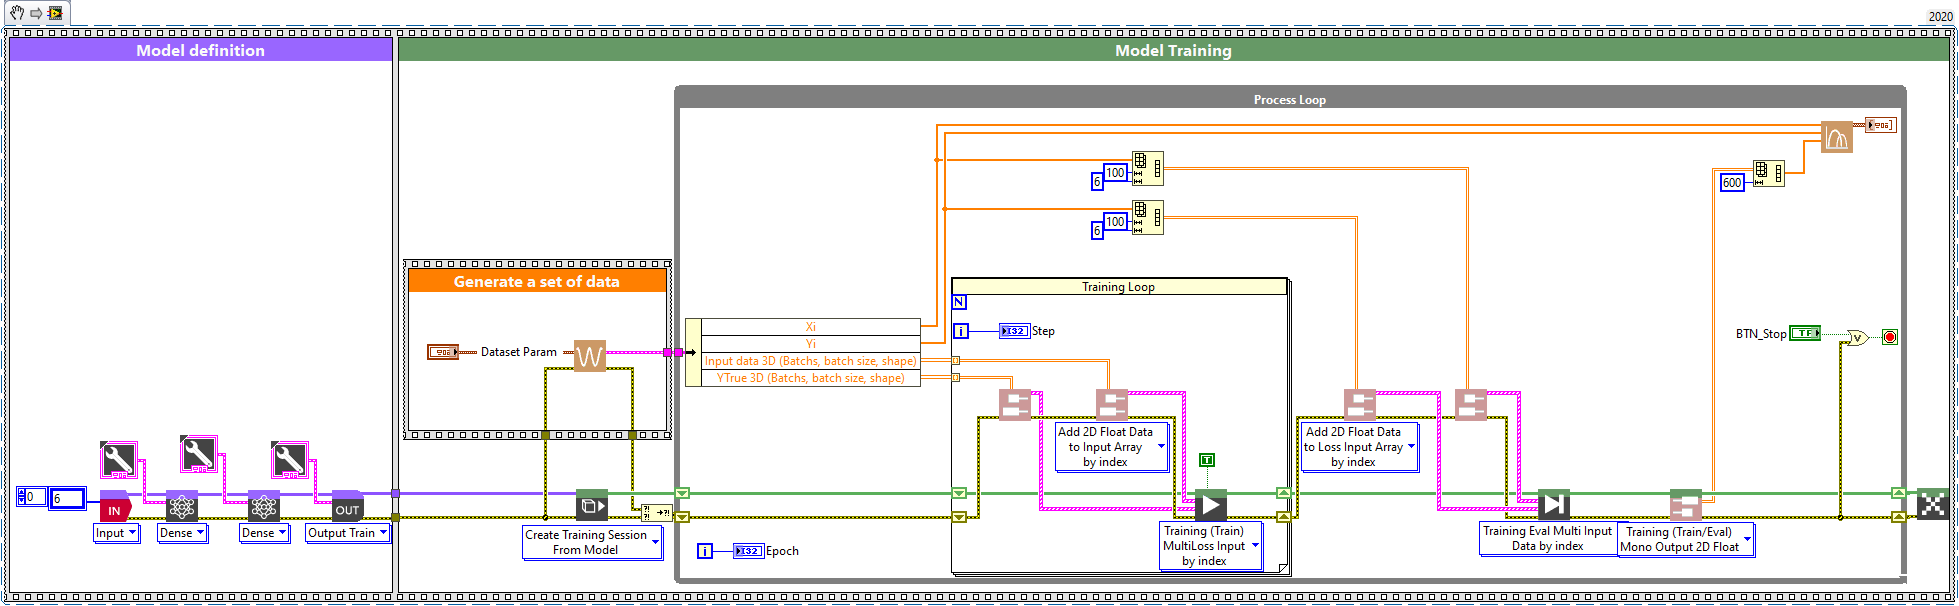 2020
Model definition
Model Training
Process Loop
100
6
600
100
6
Generate a set of data
Training Loop
N
i
I32
Step
Xi
Yi
Input data 3D (Batchs, batch size, shape)
YTrue 3D (Batchs, batch size, shape)
BTN_Stop
TF
V
Dataset Param
Add 2D Float Data
to Input Array
by index
Add 2D Float Data
to Loss Input Array
by index
T
0
6
IN
OUT
Input
Dense
Dense
Output Train
Create Training Session
From Model
i
I32
Epoch
Training (Train)
MultiLoss Input
by index
Training Eval Multi Input
Data by index
Training (Train/Eval)
Mono Output 2D Float